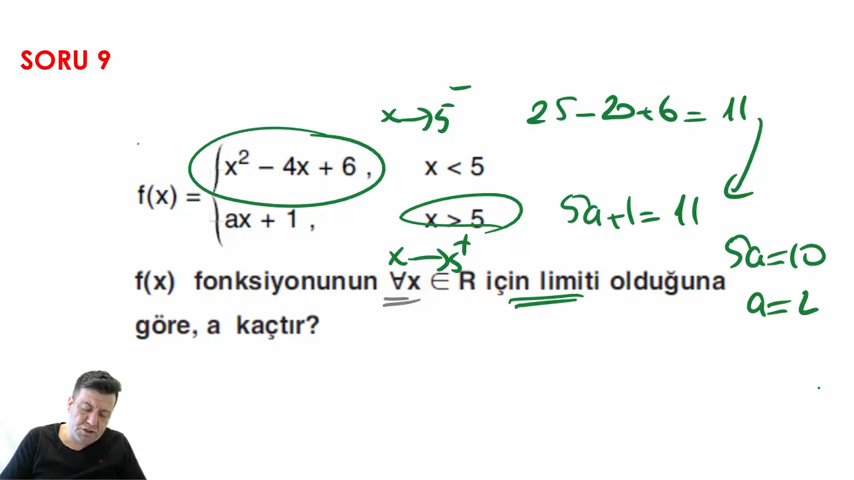 SORU 9
x→5⁻ 25-20+6=11
x² – 4x + 6 , x < 5
f(x) =
ax + 1 , x > 5 5a+1=11
x→5⁺ 5a=10
f(x) fonksiyonunun ∀x ∈ R için limiti olduğuna
a=2
göre, a kaçtır?